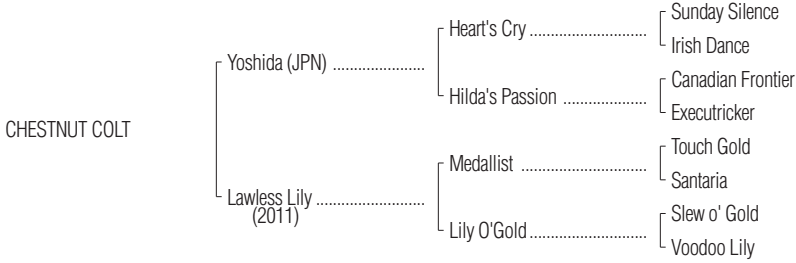 Sunday Silence
Heart's Cry ............................
Irish Dance
Yoshida (JPN) ......................
Canadian Frontier
Hilda's Passion ....................
Executricker
CHESTNUT COLT
Touch Gold
Medallist ..............................
Santaria
Lawless Lily ..........................
(2011)
Slew o' Gold
Lily O'Gold............................
Voodoo Lily